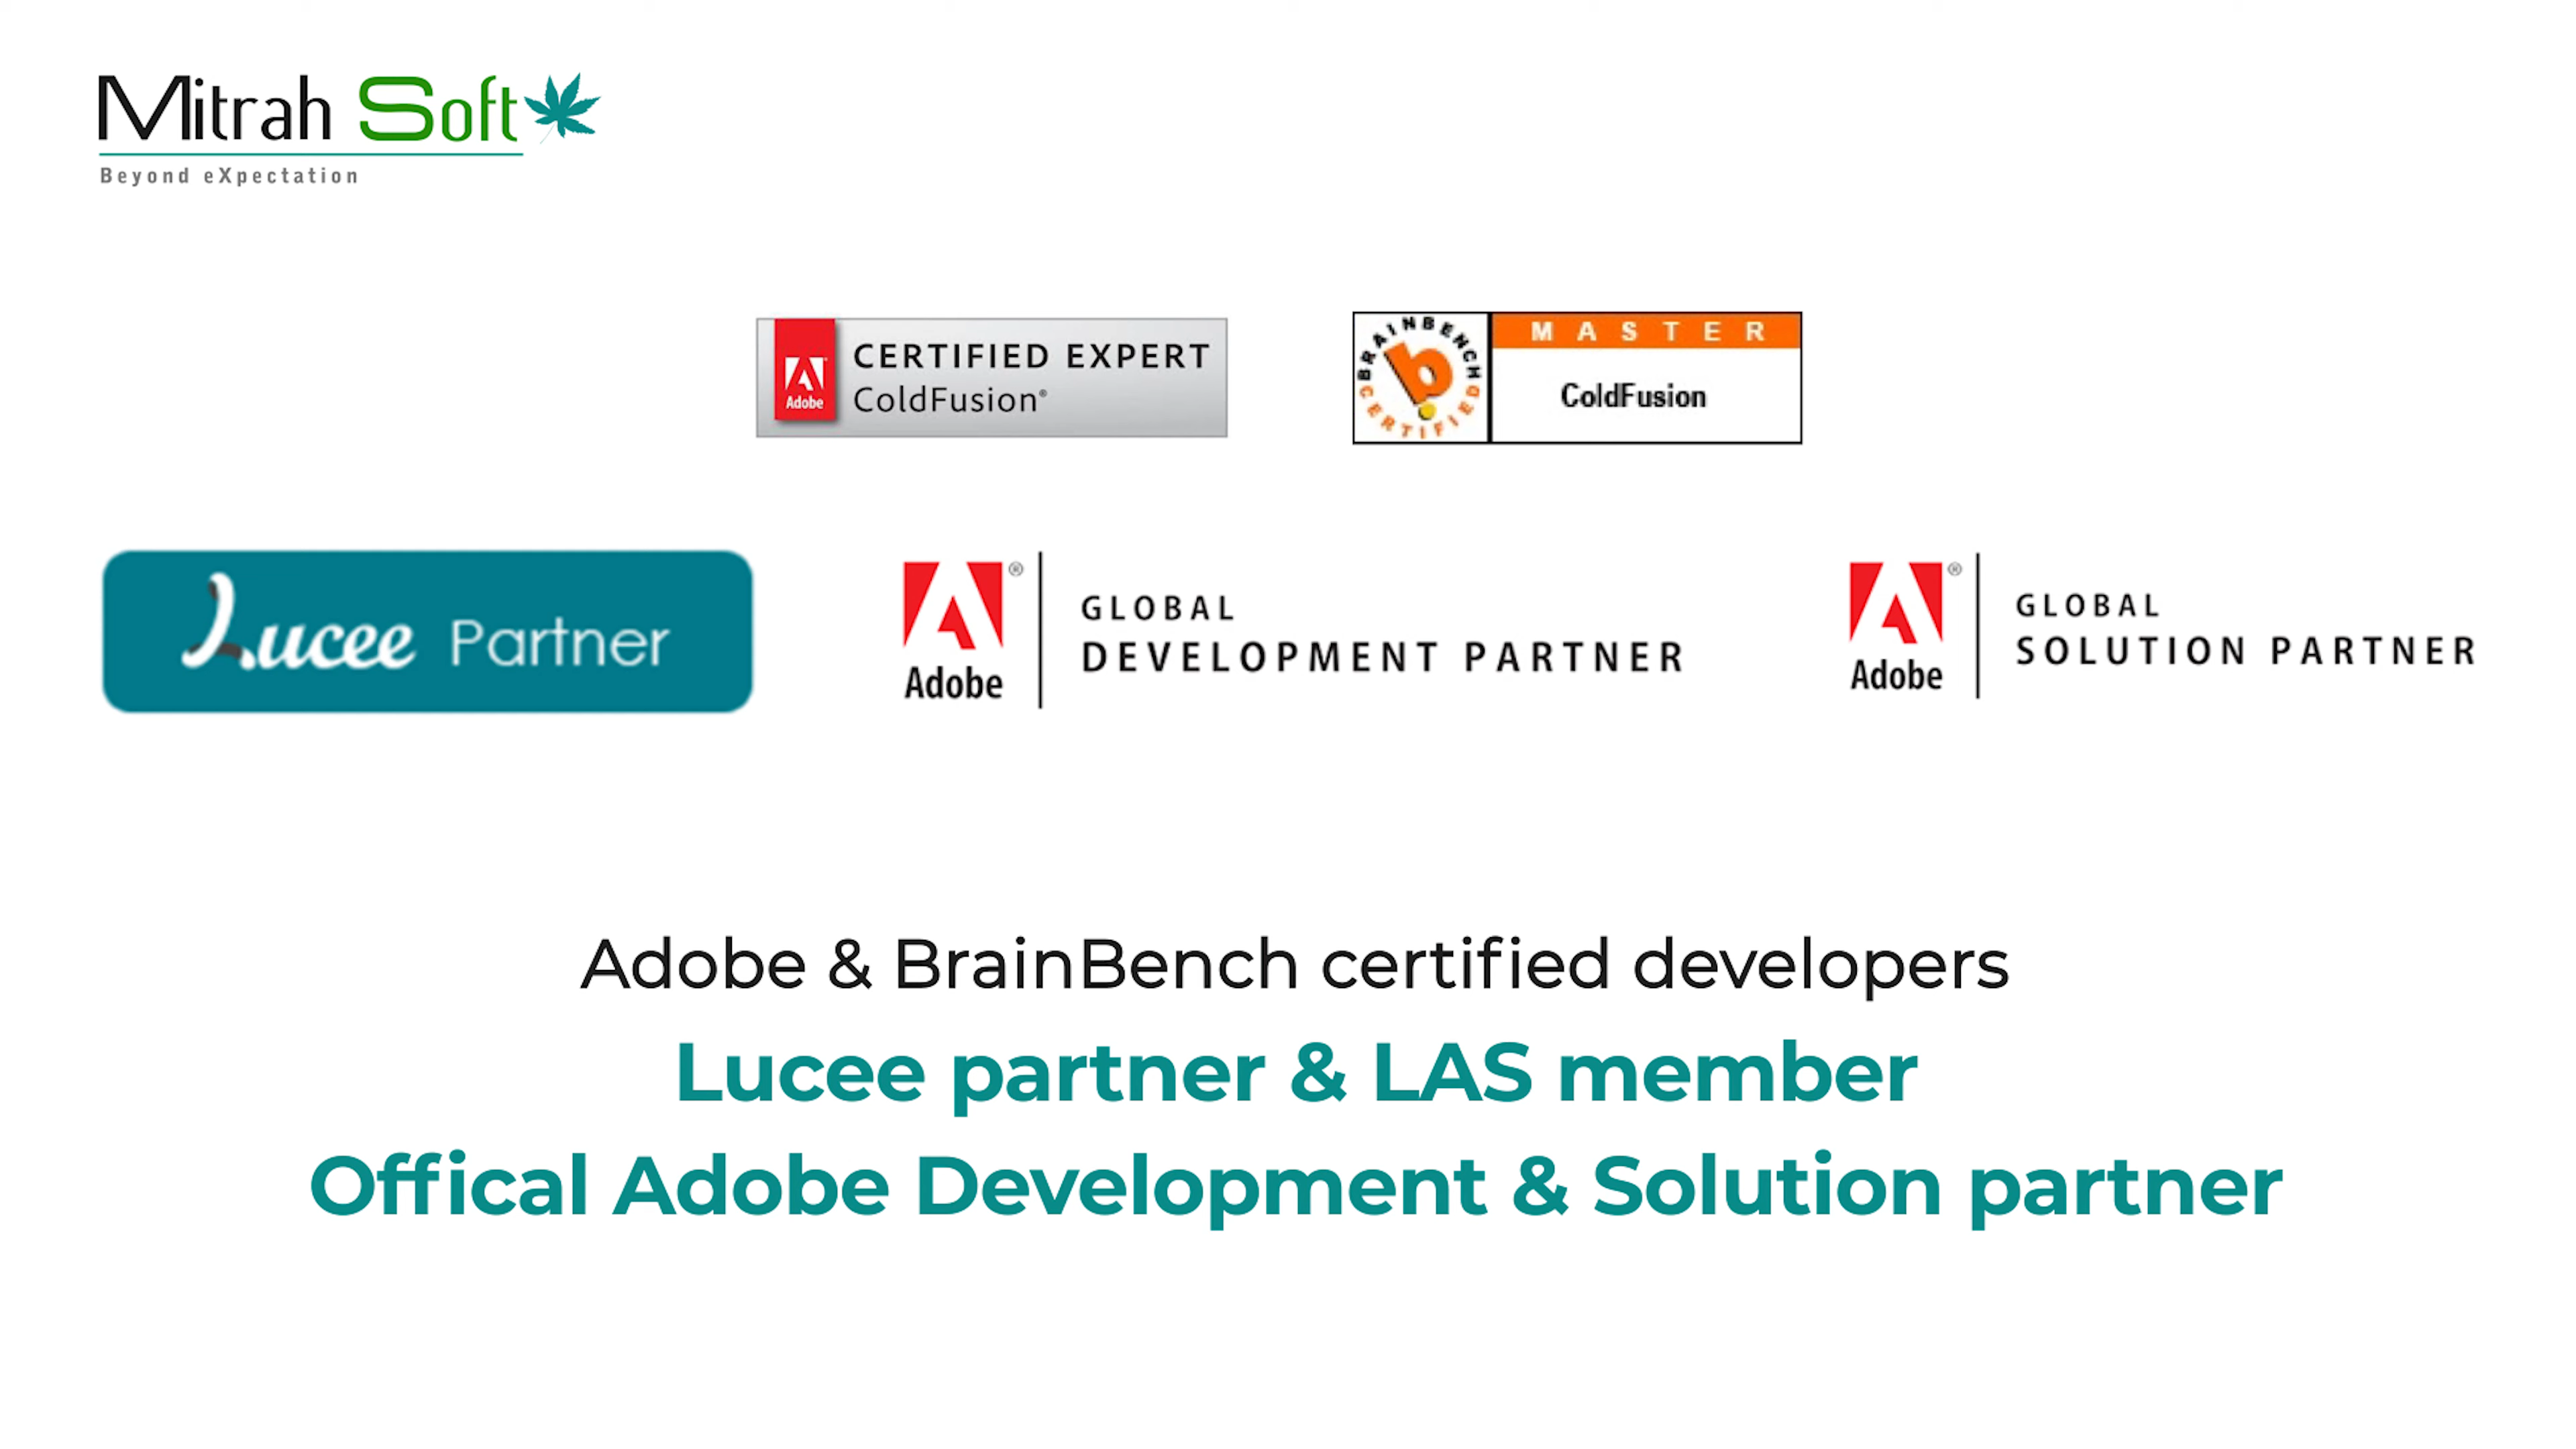 Mitrah Soft
Beyond eXpectation
Adobe
CERTIFIED EXPERT
ColdFusion®
BRAINBENCH
CERTIFIED
b
MASTER
ColdFusion
Lucee Partner
Adobe®
GLOBAL
DEVELOPMENT PARTNER
Adobe®
GLOBAL
SOLUTION PARTNER
Adobe & BrainBench certified developers
Lucee partner & LAS member
Offical Adobe Development & Solution partner